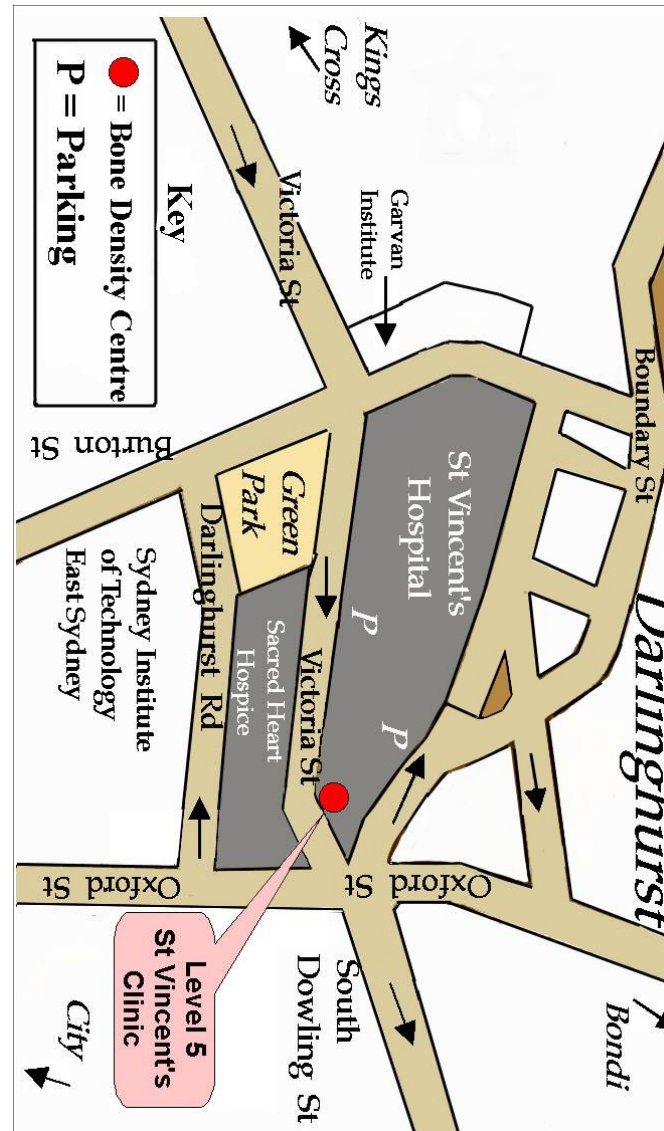 Darlinghurst
Kings
Cross
Garvan
Institute
Victoria St
Boundary St
St Vincent's
Hospital
P
P
Green
Park
Victoria St
Sacred Heart
Hospice
Burton St
Darlinghurst Rd
Sydney Institute
of Technology
East Sydney
Oxford St
Oxford St
South
Dowling St
Bondi
City
Level 5
St Vincent's
Clinic
Key
= Bone Density Centre
P = Parking